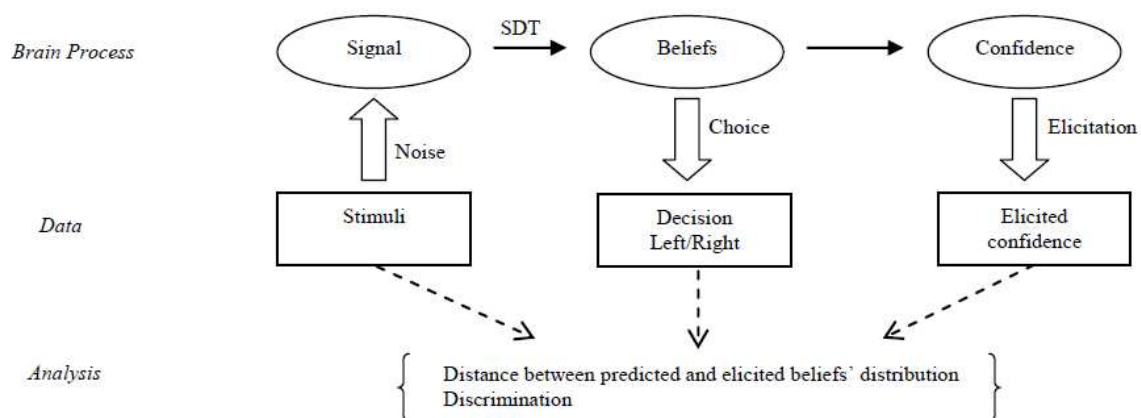 SDT
Brain Process
Signal
Beliefs
Confidence
Noise
Choice
Elicitation
Data
Stimuli
Decision
Left/Right
Elicited
confidence
Analysis
Distance between predicted and elicited beliefs’ distribution
Discrimination